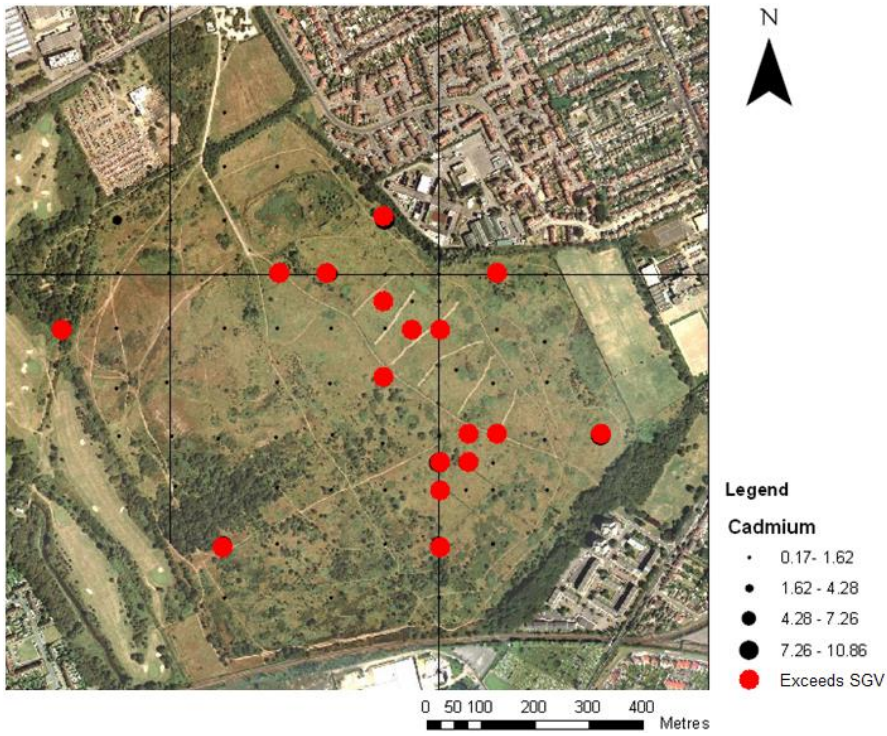 N
Legend
Cadmium
0.17- 1.62
1.62 - 4.28
4.28 - 7.26
7.26 - 10.86
Exceeds SGV
0 50 100 200 300 400
Metres